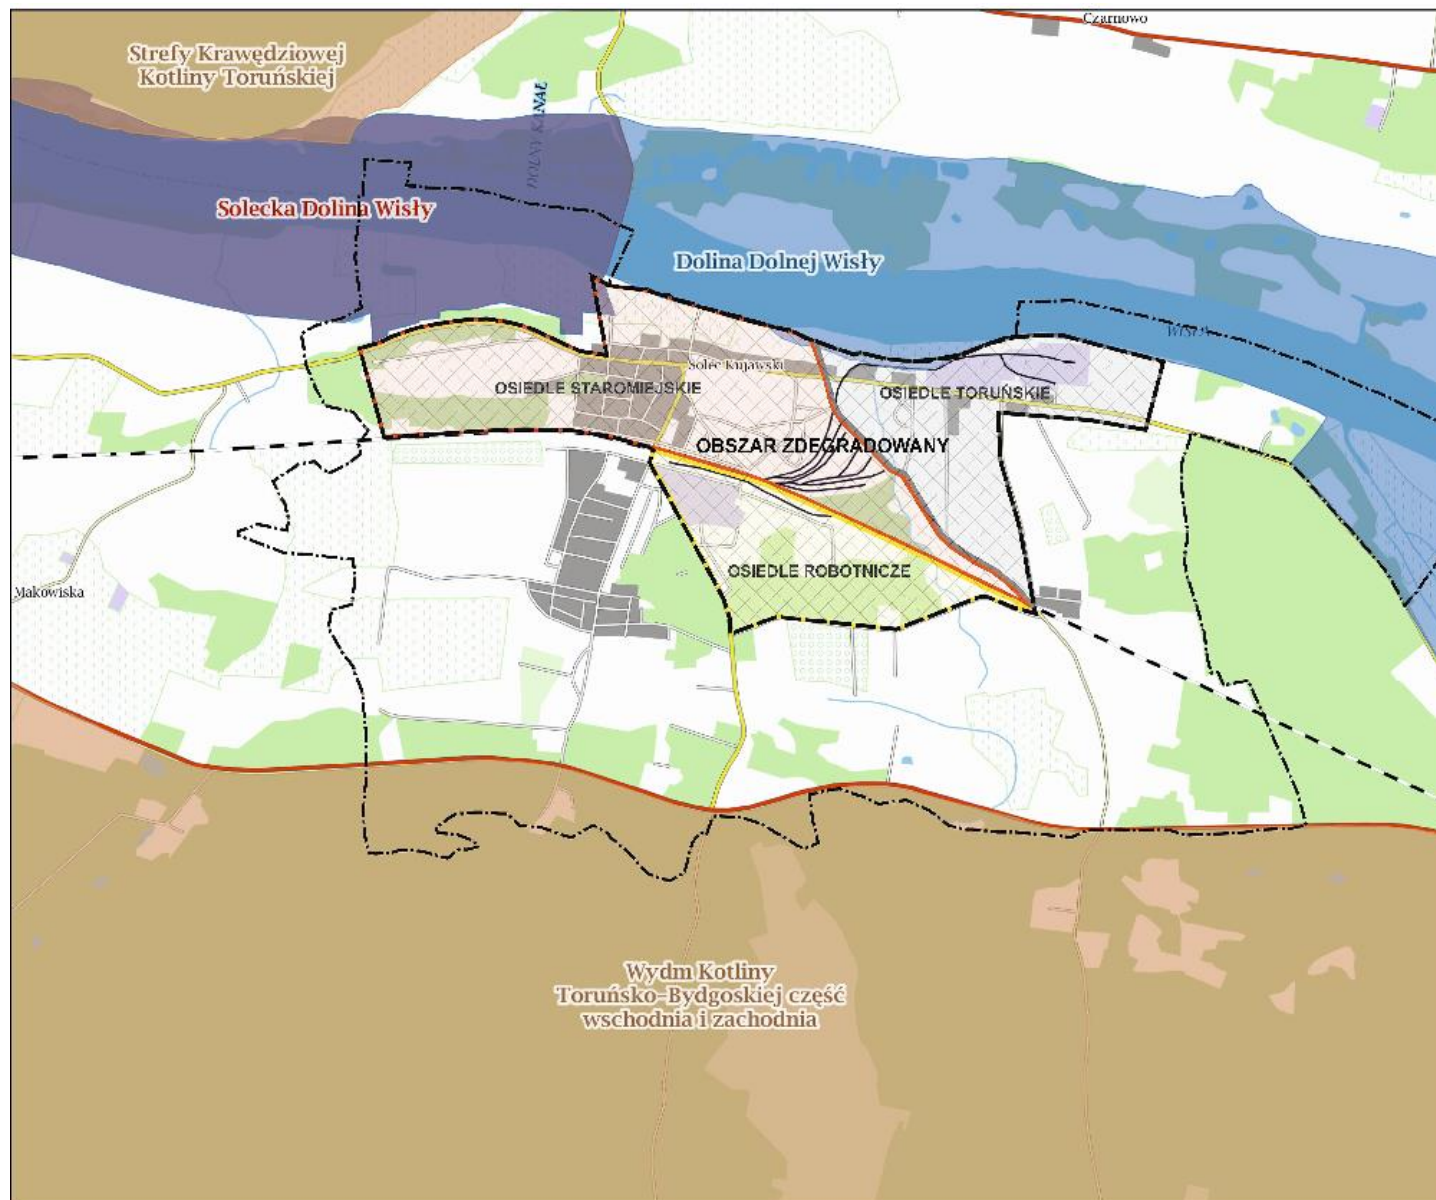 Czarnowo
Strefy Krawędziowej
Kotliny Toruńskiej
DOLNY KANAŁ
Solecka Dolina Wisły
Dolina Dolnej Wisły
WISŁA
Solec Kujawski
OSIEDLE STAROMIEJSKIE
OSIEDLE TORUŃSKIE
OBSZAR ZDEGRADOWANY
OSIEDLE ROBOTNICZE
Makowiska
Wydm Kotliny
Toruńsko-Bydgoskiej część
wschodnia i zachodnia